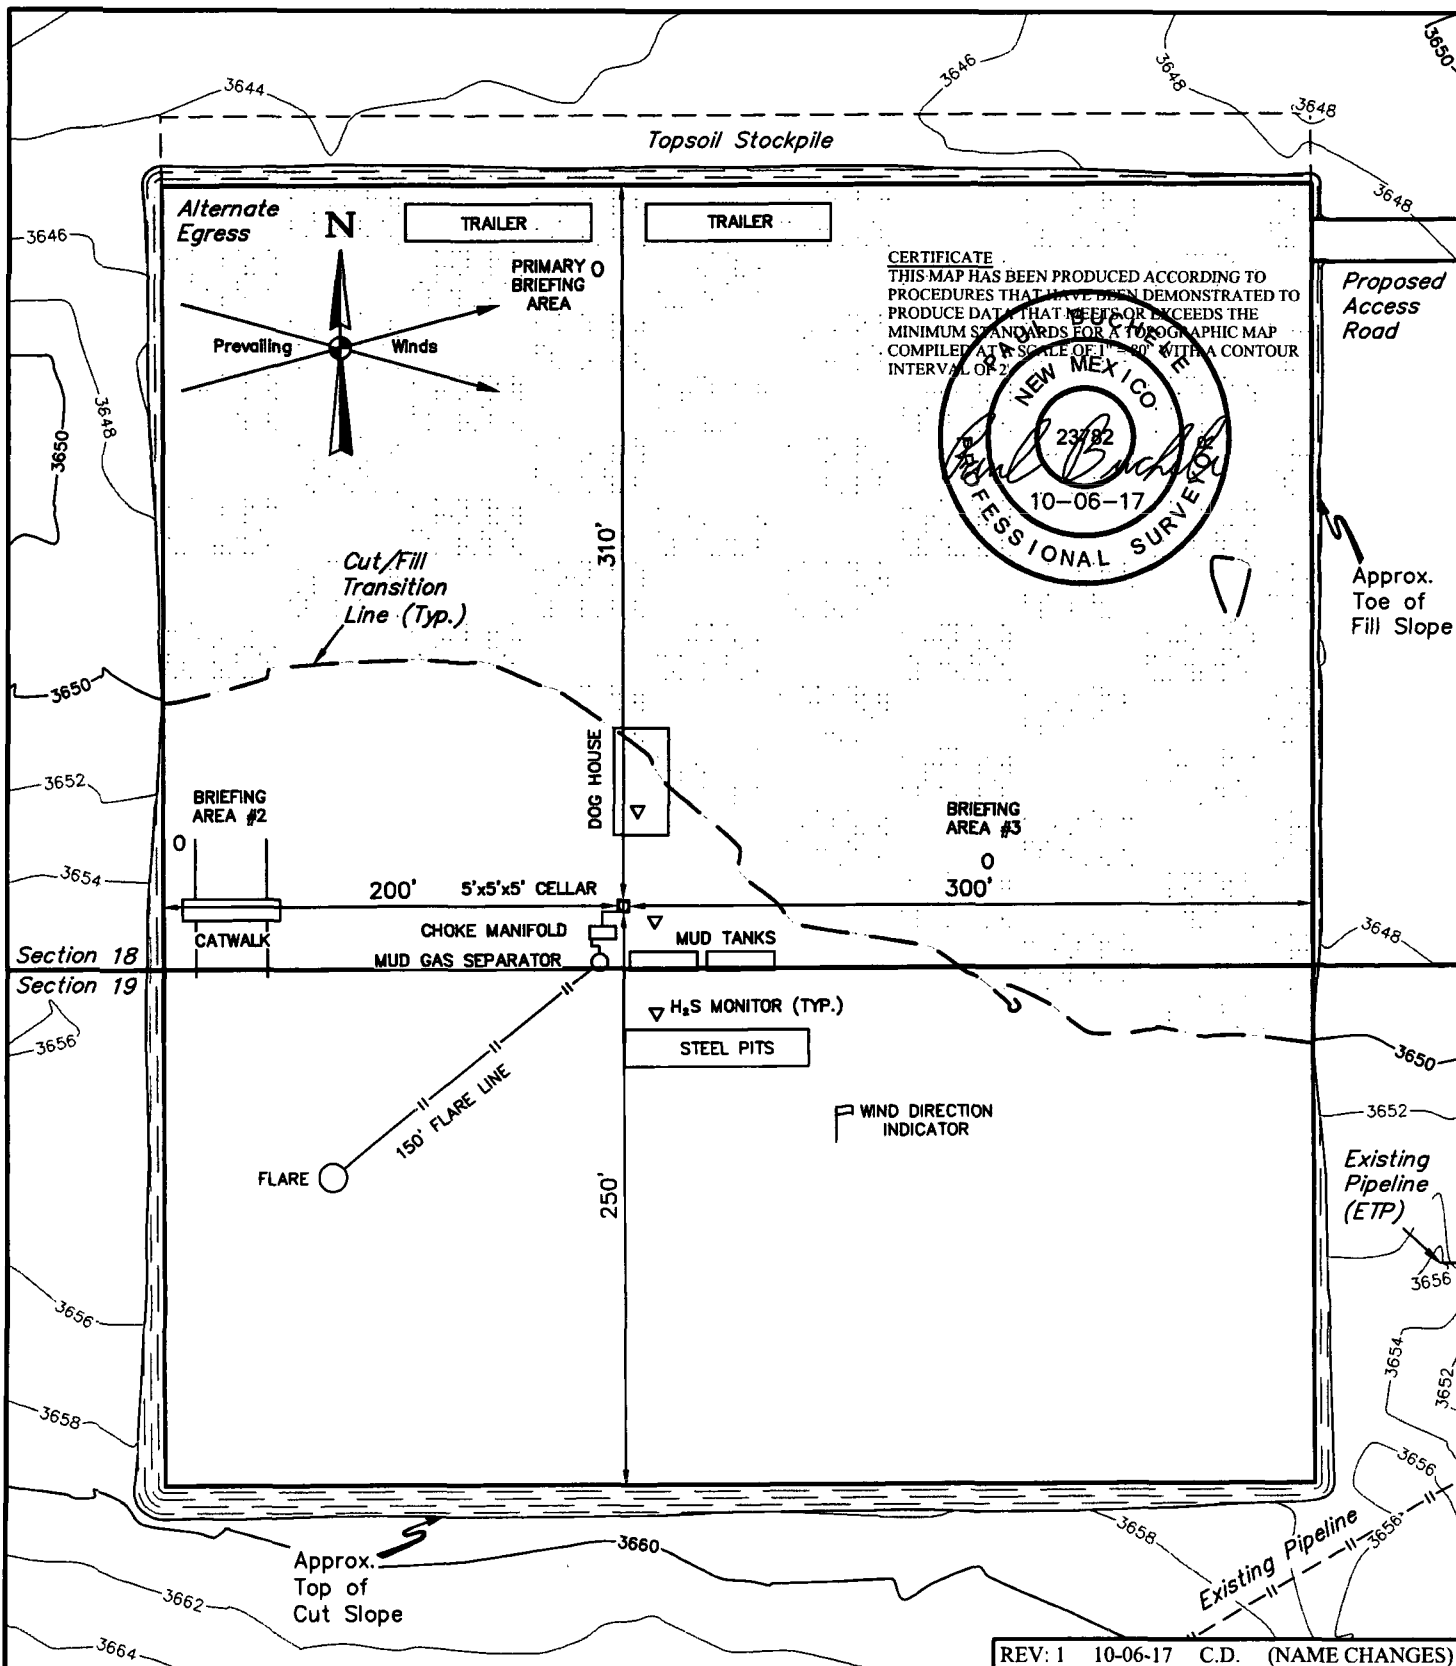 3644
3646
3648
3650
3648
Topsoil Stockpile
3648
Alternate
Egress
N
TRAILER
TRAILER
3646
PRIMARY O
BRIEFING
AREA
Prevailing
Winds
CERTIFICATE
THIS MAP HAS BEEN PRODUCED ACCORDING TO
PROCEDURES THAT HAVE BEEN DEMONSTRATED TO
PRODUCE DATA THAT MEETS OR EXCEEDS THE
MINIMUM STANDARDS FOR A TOPOGRAPHIC MAP
COMPILED AT A SCALE OF 1" = 80' WITH A CONTOUR
INTERVAL OF 2'
PAUL BUCHELE
NEW MEXICO
23782
Paul Buchele
10-06-17
PROFESSIONAL SURVEYOR
Proposed
Access
Road
3648
3650
310'
Cut/Fill
Transition
Line (Typ.)
Approx.
Toe of
Fill Slope
3650
3652
DOG HOUSE
BRIEFING
AREA #2
O
BRIEFING
AREA #3
O
3654
200'
5'x5'x5' CELLAR
300'
CHOKE MANIFOLD
CATWALK
MUD GAS SEPARATOR
MUD TANKS
3648
Section 18
Section 19
H₂S MONITOR (TYP.)
STEEL PITS
3656
3650
150' FLARE LINE
WIND DIRECTION
INDICATOR
3652
FLARE
250'
Existing
Pipeline
(ETP)
3656
3656
3654
3652
3658
3656
3658
3656
Existing Pipeline
3660
Approx.
Top of
Cut Slope
3662
3664
REV: 1 10-06-17 C.D. (NAME CHANGES)